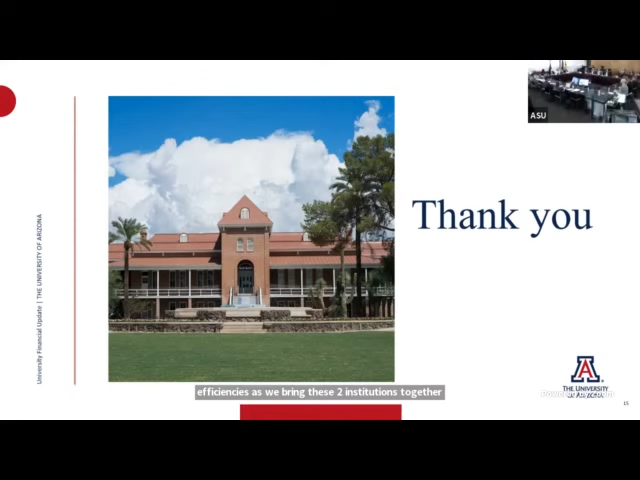 ASU
Thank you
University Financial Update | THE UNIVERSITY OF ARIZONA
efficiencies as we bring these 2 institutions together
A
THE UNIVERSITY
OF ARIZONA
15